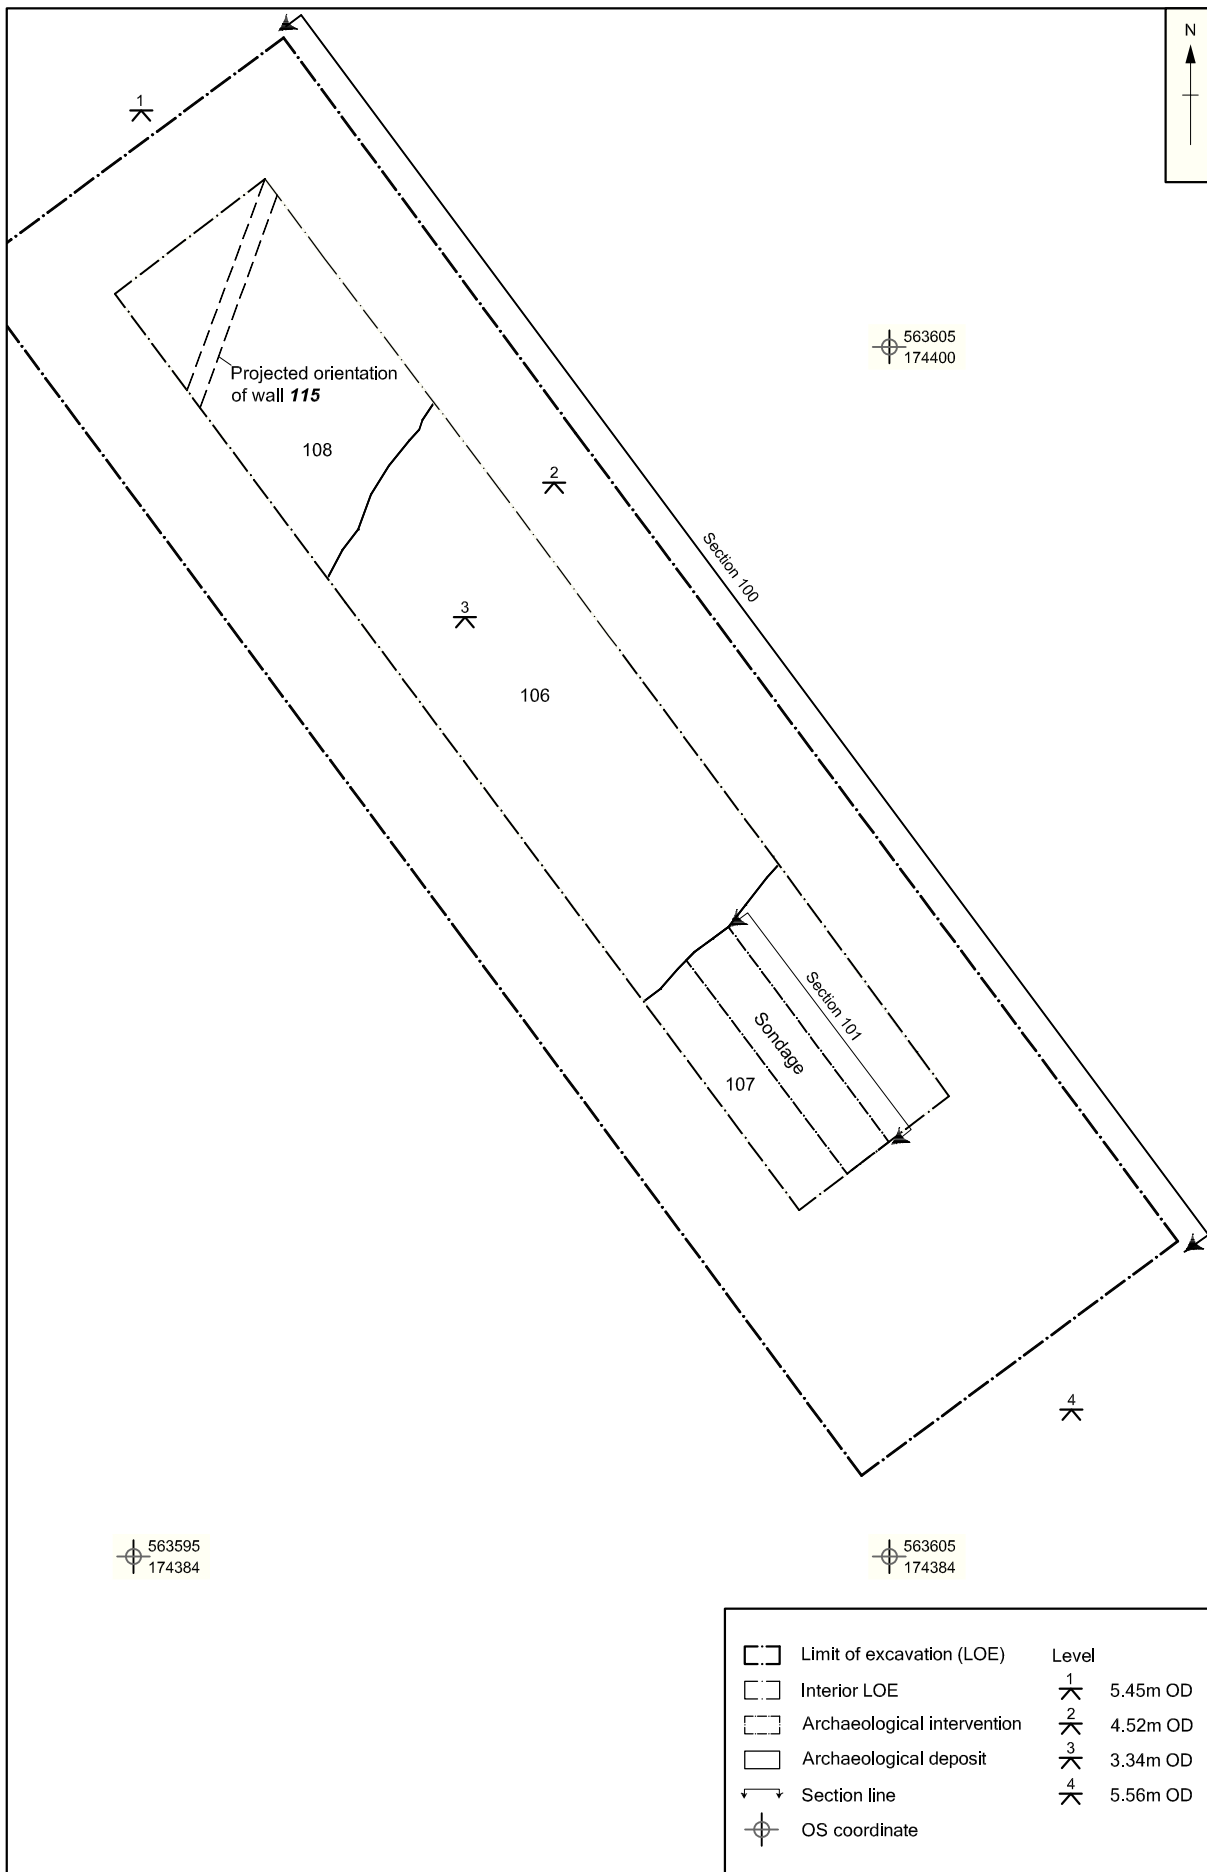 N
1
563605
174400
Projected orientation
of wall 115
108
2
Section 100
3
106
Section 101
Sondage
107
4
563595
174384
563605
174384
Limit of excavation (LOE)
Level
Interior LOE
1 5.45m OD
Archaeological intervention
2 4.52m OD
Archaeological deposit
3 3.34m OD
Section line
4 5.56m OD
OS coordinate